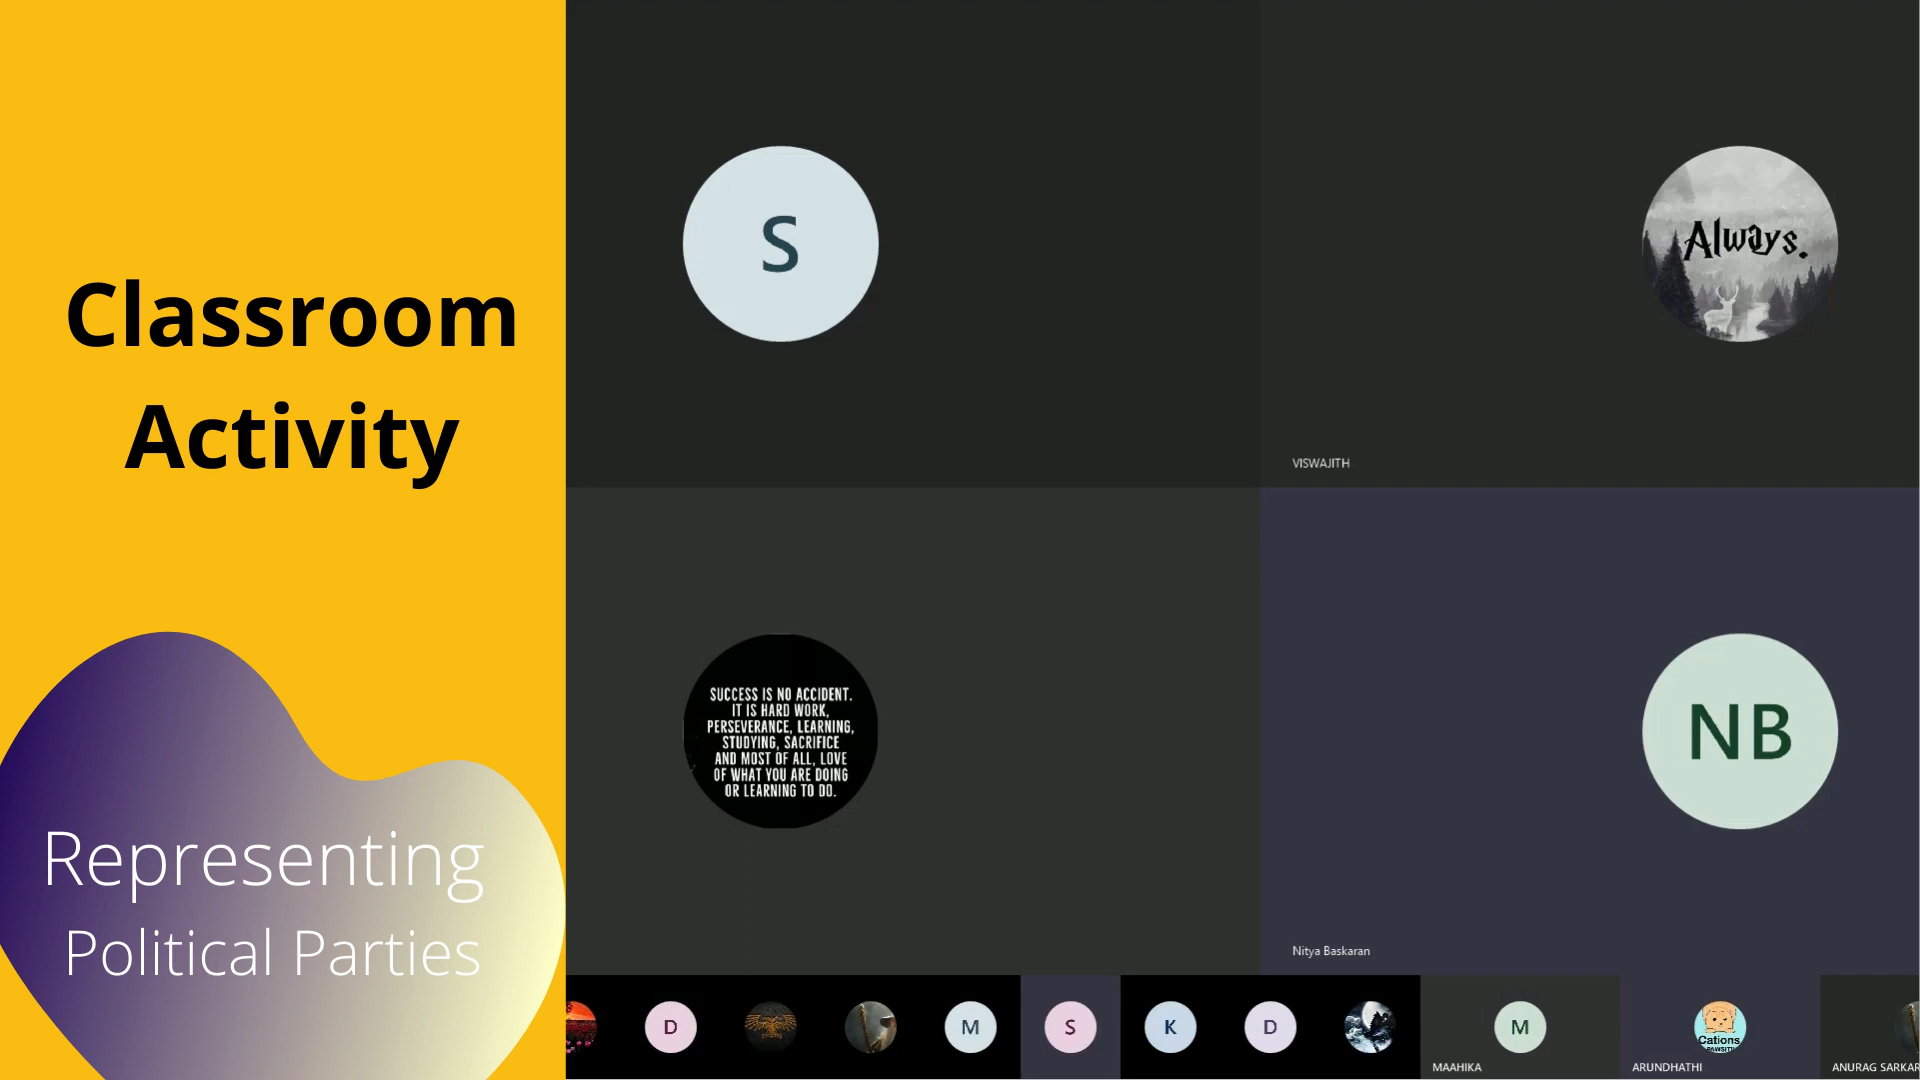 Classroom
Activity
Representing
Political Parties
S
Always.
VISWAJITH
SUCCESS IS NO ACCIDENT.
IT IS HARD WORK,
PERSEVERANCE, LEARNING,
STUDYING, SACRIFICE
AND MOST OF ALL, LOVE
OF WHAT YOU ARE DOING
OR LEARNING TO DO.
NB
Nitya Baskaran
D
M
S
K
D
M
MAAHIKA
Cations
PAWSITI
ARUNDHATHI
ANURAG SARKAR